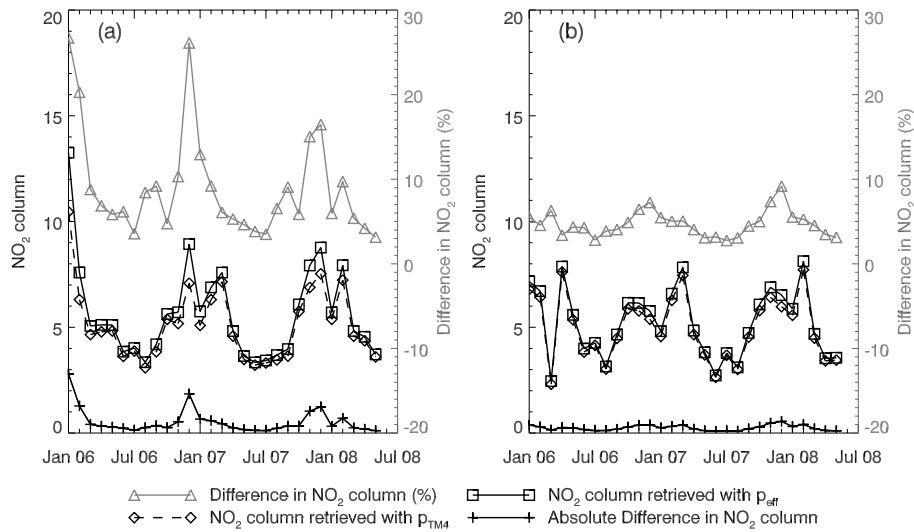 (a)
(b)
20
15
10
5
0
NO2 column
30
20
10
0
-10
-20
Difference in NO2 column (%)
Jan 06 Jul 06 Jan 07 Jul 07 Jan 08 Jul 08
20
15
10
5
0
NO2 column
30
20
10
0
-10
-20
Difference in NO2 column (%)
Jan 06 Jul 06 Jan 07 Jul 07 Jan 08 Jul 08
Difference in NO2 column (%)
NO2 column retrieved with peff
NO2 column retrieved with pTM4
Absolute Difference in NO2 column